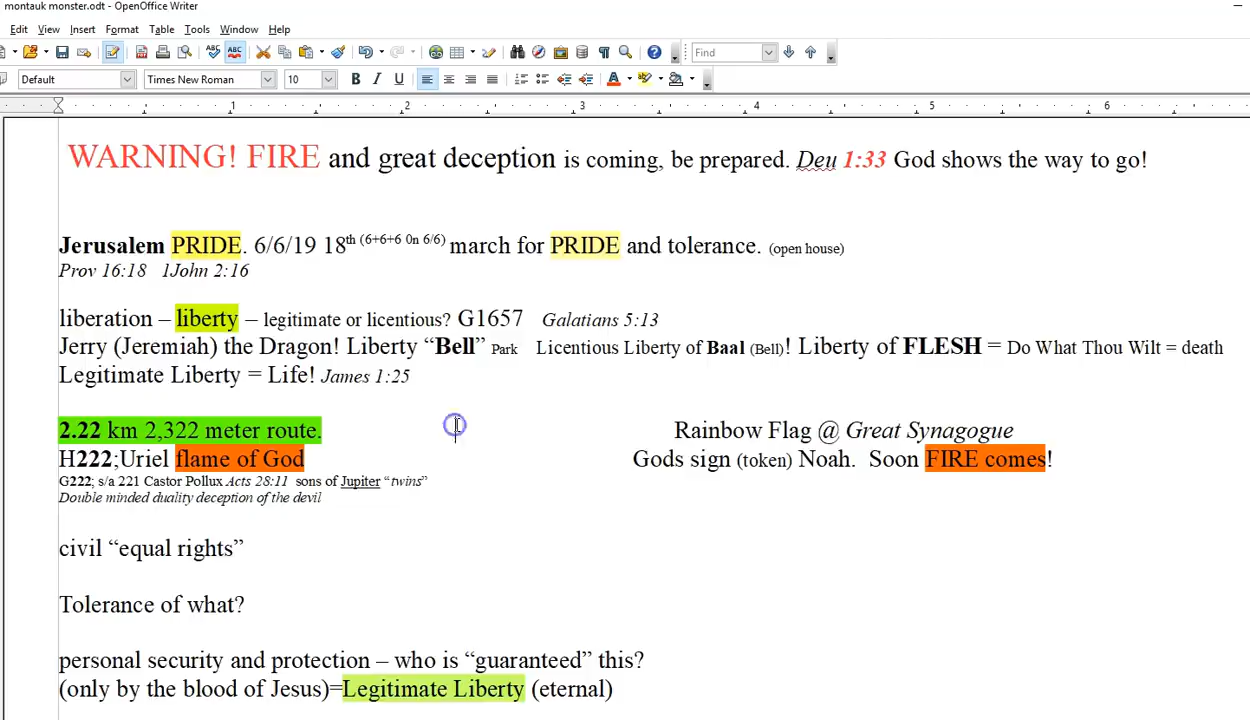 montauk monster.odt - OpenOffice Writer
Edit View Insert Format Table Tools Window Help
Find
Default Times New Roman 10
1 2 3 4 5 6
WARNING! FIRE and great deception is coming, be prepared. Deu 1:33 God shows the way to go!
Jerusalem PRIDE. 6/6/19 18th (6+6+6 0n 6/6) march for PRIDE and tolerance. (open house)
Prov 16:18 1John 2:16
liberation – liberty – legitimate or licentious? G1657 Galatians 5:13
Jerry (Jeremiah) the Dragon! Liberty “Bell” Park Licentious Liberty of Baal (Bell)! Liberty of FLESH = Do What Thou Wilt = death
Legitimate Liberty = Life! James 1:25
2.22 km 2,322 meter route. Rainbow Flag @ Great Synagogue
H222;Uriel flame of God Gods sign (token) Noah. Soon FIRE comes!
G222; s/a 221 Castor Pollux Acts 28:11 sons of Jupiter “twins”
Double minded duality deception of the devil
civil “equal rights”
Tolerance of what?
personal security and protection – who is “guaranteed” this?
(only by the blood of Jesus)=Legitimate Liberty (eternal)